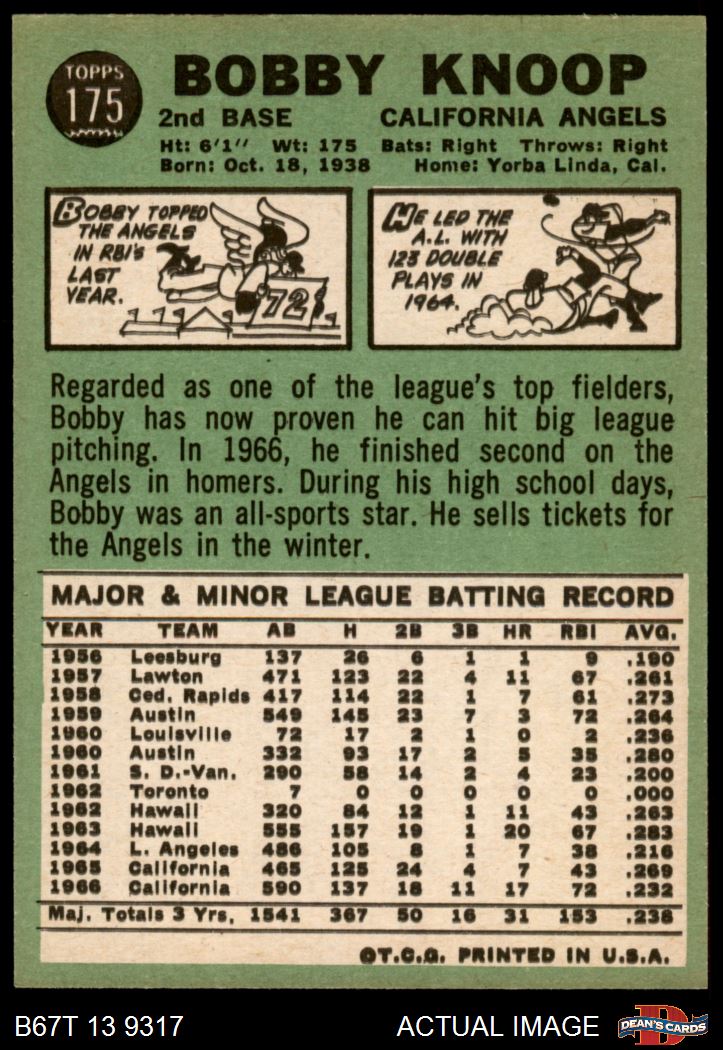 TOPPS
175
BOBBY KNOOP
2nd BASE CALIFORNIA ANGELS
Ht: 6'1" Wt: 175 Bats: Right Throws: Right
Born: Oct. 18, 1938 Home: Yorba Linda, Cal.
BOBBY TOPPED
THE ANGELS
IN RBI'S
LAST
YEAR.
72
HE LED THE
A.L. WITH
123 DOUBLE
PLAYS IN
1964.
Regarded as one of the league's top fielders,
Bobby has now proven he can hit big league
pitching. In 1966, he finished second on the
Angels in homers. During his high school days,
Bobby was an all-sports star. He sells tickets for
the Angels in the winter.
MAJOR & MINOR LEAGUE BATTING RECORD
YEAR TEAM AB H 2B 3B HR RBI AVG.
1956 Leesburg 137 26 6 1 1 9 .190
1957 Lawton 471 123 22 4 11 67 .261
1958 Ced. Rapids 417 114 22 1 7 61 .273
1959 Austin 549 145 23 7 3 72 .264
1960 Louisville 72 17 2 1 0 2 .236
1960 Austin 332 93 17 2 5 35 .280
1961 S. D.-Van. 290 58 14 2 4 23 .200
1962 Toronto 7 0 0 0 0 0 .000
1962 Hawaii 320 84 12 1 11 43 .263
1963 Hawaii 555 157 19 1 20 67 .283
1964 L. Angeles 486 105 8 1 7 38 .216
1965 California 465 125 24 4 7 43 .269
1966 California 590 137 18 11 17 72 .232
Maj. Totals 3 Yrs. 1541 367 50 16 31 153 .238
©T.C.G. PRINTED IN U.S.A.
B67T 13 9317 ACTUAL IMAGE
D
DEAN'S CARDS